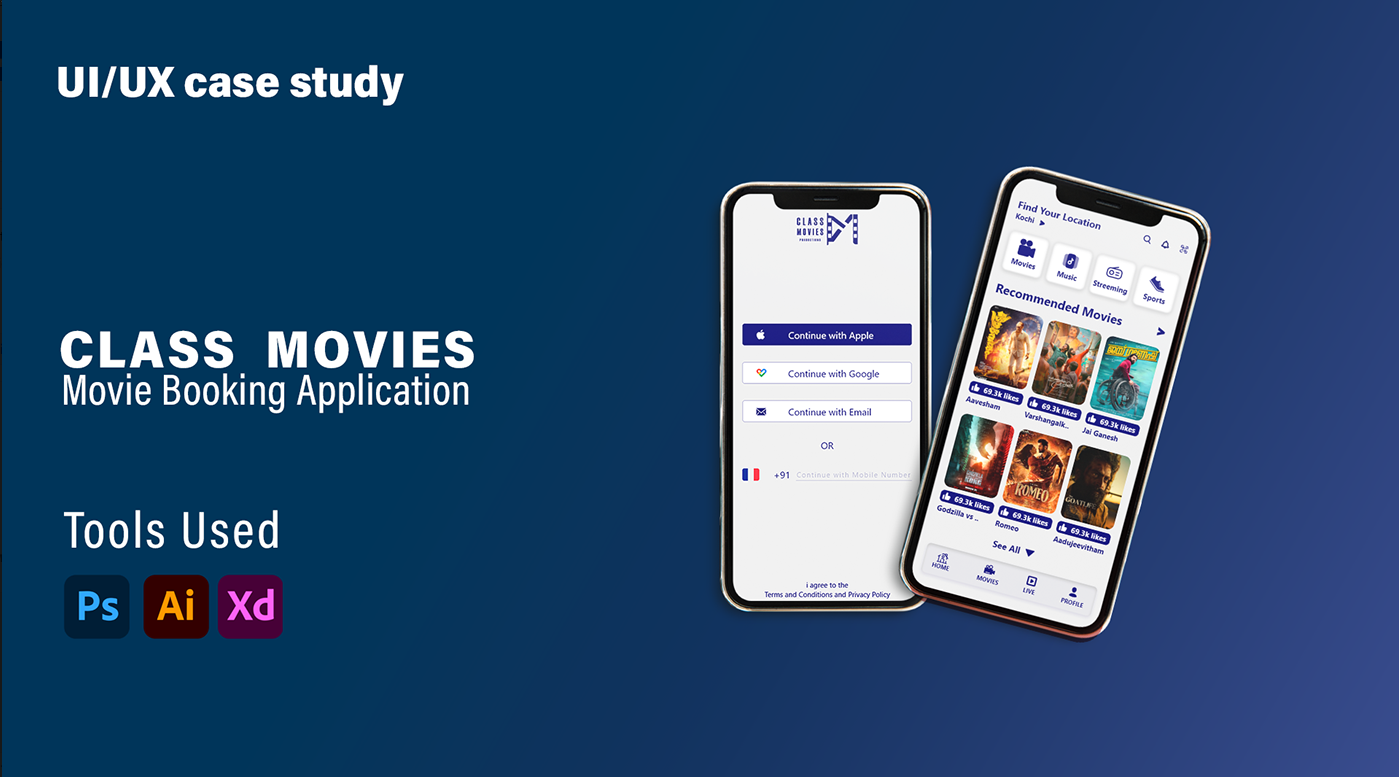 UI/UX case study
CLASS MOVIES
Movie Booking Application
Tools Used
Ps Ai Xd
CLASS
MOVIES
PRODUCTIONS
Continue with Apple
Continue with Google
Continue with Email
OR
+91 Continue with Mobile Number
i agree to the
Terms and Conditions and Privacy Policy
Find Your Location
Kochi
Movies
Music
Streeming
Sports
Recommended Movies
69.3k likes
69.3k likes
69.3k likes
Aavesham
Varshangalk..
Jai Ganesh
ROMEO
69.3k likes
69.3k likes
69.3k likes
Godzilla vs ..
Romeo
Aadujeevitham
See All
HOME
MOVIES
LIVE
PROFILE